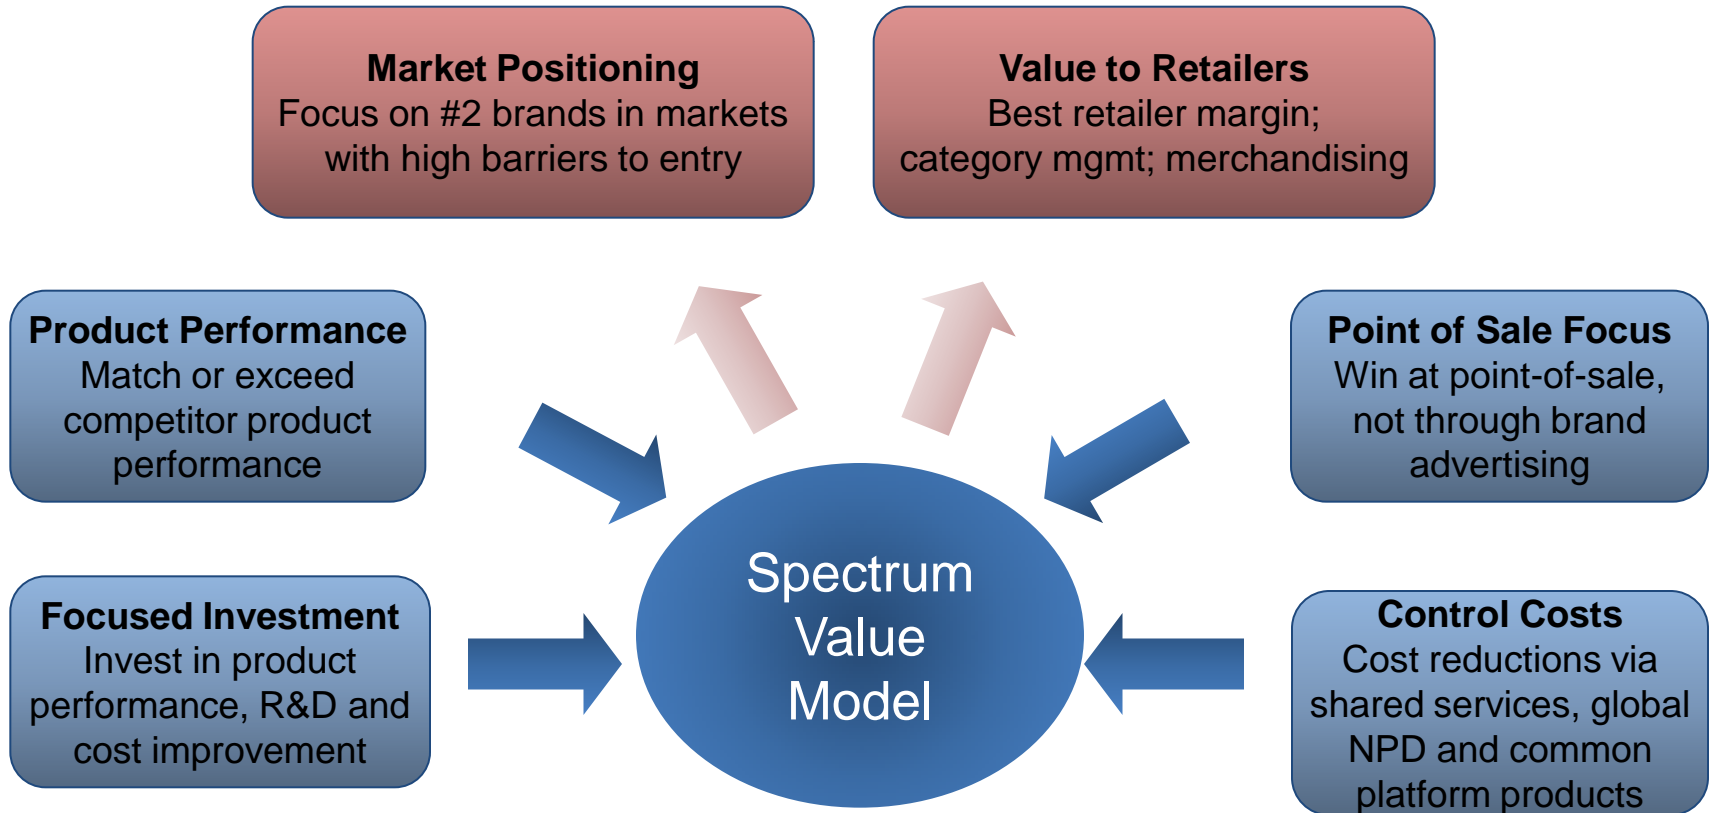 Market Positioning
Focus on #2 brands in markets
with high barriers to entry
Value to Retailers
Best retailer margin;
category mgmt; merchandising
Product Performance
Match or exceed
competitor product
performance
Point of Sale Focus
Win at point-of-sale,
not through brand
advertising
Focused Investment
Invest in product
performance, R&D and
cost improvement
Spectrum
Value
Model
Control Costs
Cost reductions via
shared services, global
NPD and common
platform products